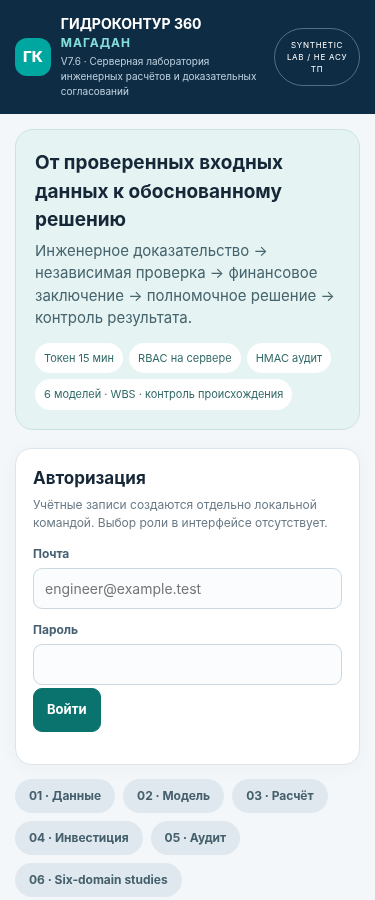 ГК
ГИДРОКОНТУР 360
МАГАДАН
V7.6 · Серверная лаборатория
инженерных расчётов и доказательных
согласований
SYNTHETIC
LAB / НЕ АСУ
ТП
От проверенных входных
данных к обоснованному
решению
Инженерное доказательство →
независимая проверка → финансовое
заключение → полномочное решение →
контроль результата.
Токен 15 мин
RBAC на сервере
HMAC аудит
6 моделей · WBS · контроль происхождения
Авторизация
Учётные записи создаются отдельно локальной
командой. Выбор роли в интерфейсе отсутствует.
Почта
engineer@example.test
Пароль
Войти
01 · Данные
02 · Модель
03 · Расчёт
04 · Инвестиция
05 · Аудит
06 · Six-domain studies